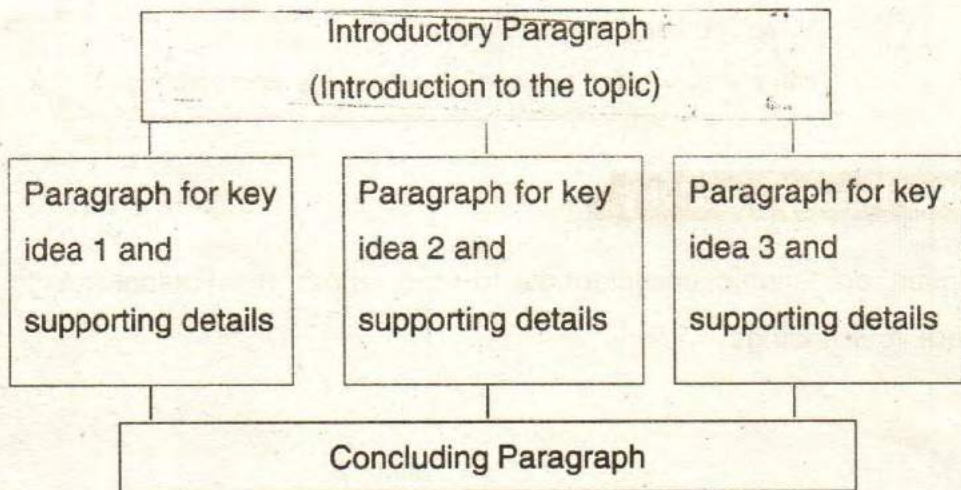 Introductory Paragraph
(Introduction to the topic)
Paragraph for key
idea 1 and
supporting details
Paragraph for key
idea 2 and
supporting details
Paragraph for key
idea 3 and
supporting details
Concluding Paragraph